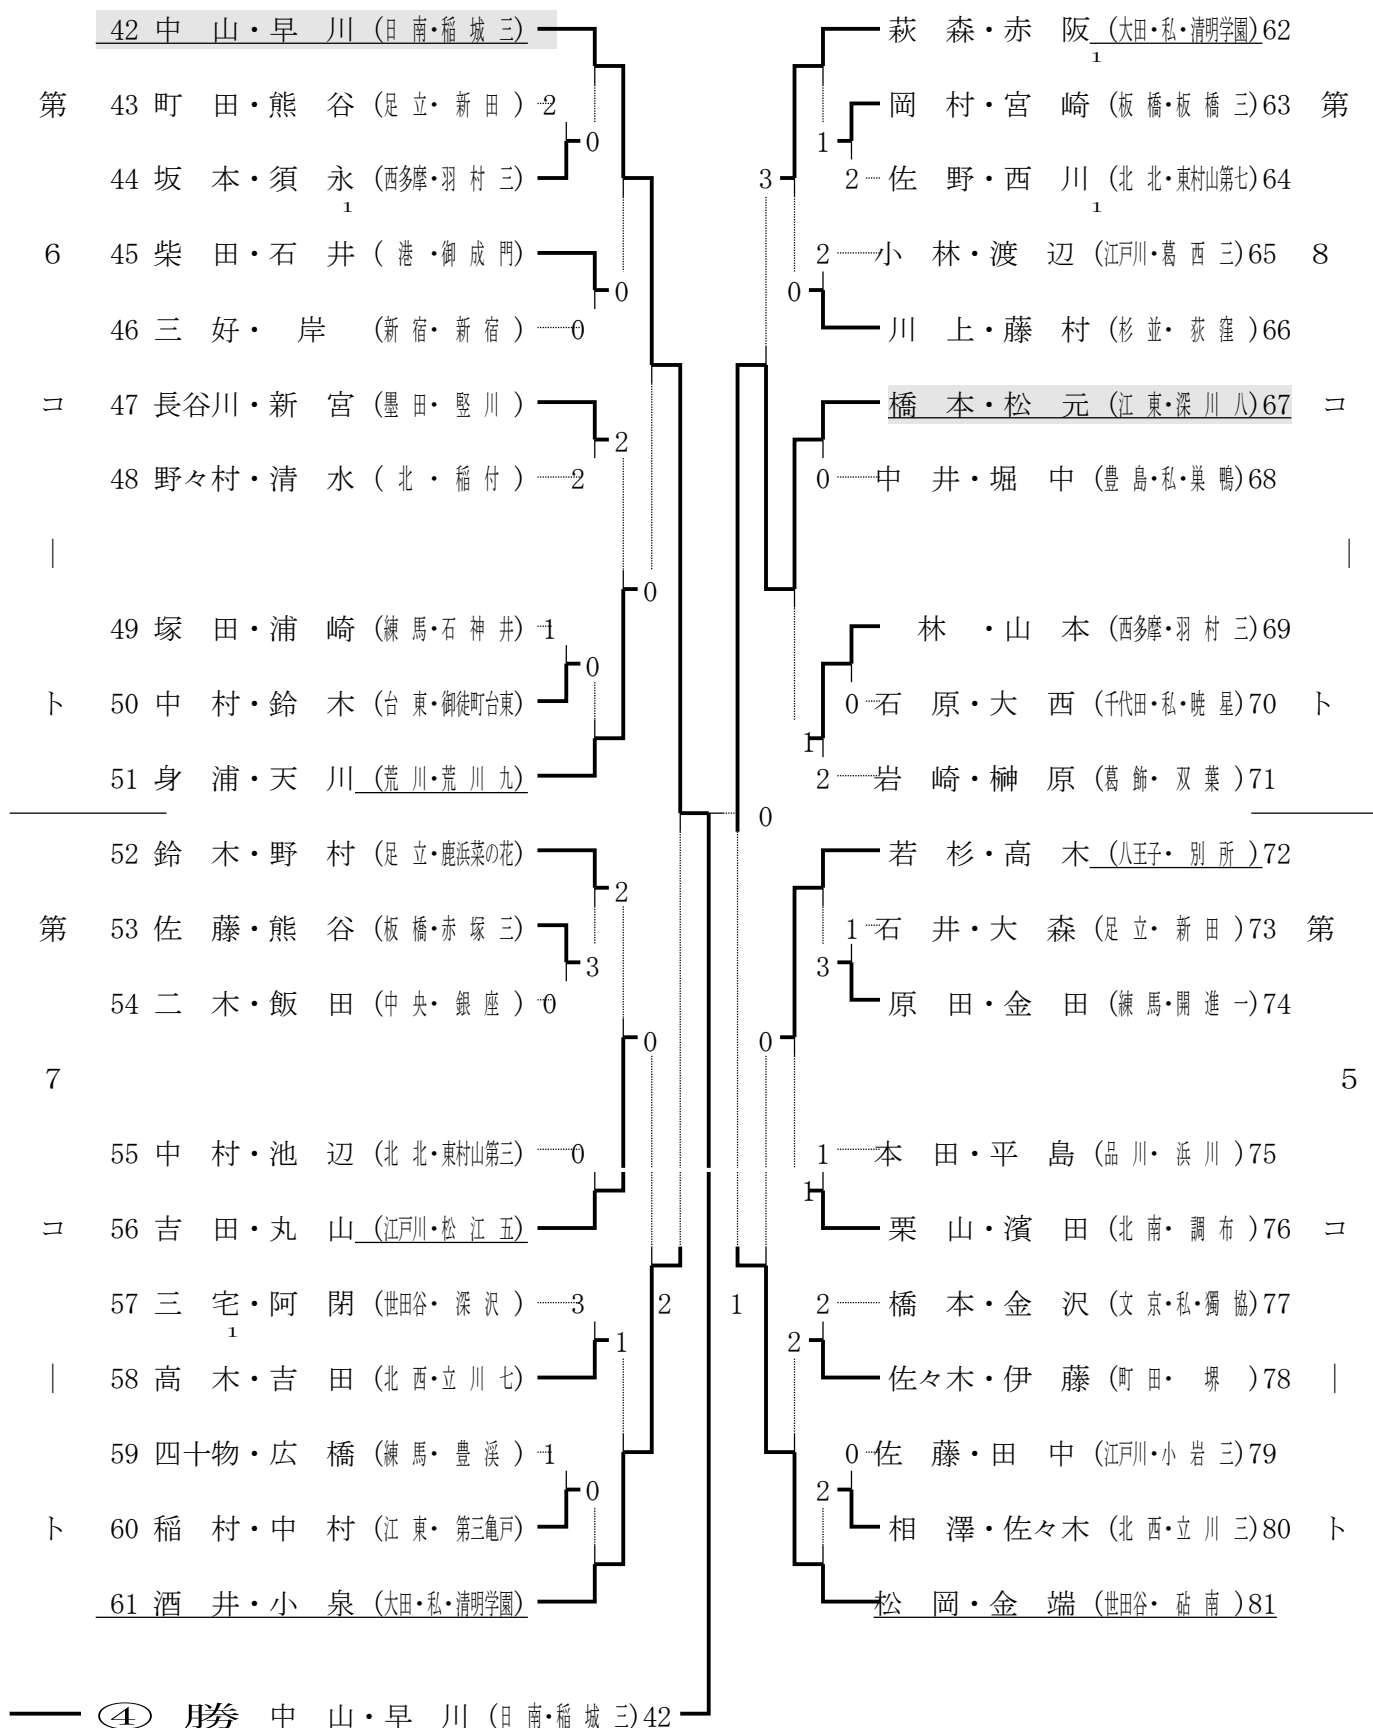 42 中　山・早　川 (日 南・稲 城 三)
第 43 町　田・熊　谷 (足 立・ 新 田 ) 2
0
44 坂　本・須　永 (西多摩・羽 村 三)
1
6 45 柴　田・石　井 ( 港 ・御 成 門)
0
46 三　好・　岸 (新 宿・ 新 宿 ) 0
コ 47 長谷川・新　宮 (墨 田・ 堅 川 )
2
48 野々村・清　水 ( 北 ・ 稲 付 ) 2
｜
0
49 塚　田・浦　崎 (練 馬・石 神 井) 1
0
ト 50 中　村・鈴　木 (台 東・御徒町台東)
51 身　浦・天　川 (荒 川・荒 川 九)
52 鈴　木・野　村 (足 立・鹿浜菜の花)
2
第 53 佐　藤・熊　谷 (板 橋・赤 塚 三)
3
54 二　木・飯　田 (中 央・ 銀 座 ) 0
0
7
55 中　村・池　辺 (北 北・東村山第三) 0
コ 56 吉　田・丸　山 (江戸川・松 江 五)
57 三　宅・阿　閉 (世田谷・ 深 沢 ) 3 2
1
1
｜ 58 高　木・吉　田 (北 西・立 川 七)
59 四十物・広　橋 (練 馬・ 豊 渓 ) 1
0
ト 60 稲　村・中　村 (江 東・ 第三亀戸)
61 酒　井・小　泉 (大田・私・清明学園)
萩　森・赤　阪 (大田・私・清明学園)62
1
岡　村・宮　崎 (板 橋・板 橋 三)63 第
1
3 2 佐　野・西　川 (北 北・東村山第七)64
1
2 小　林・渡　辺 (江戸川・葛 西 三)65 8
0
川　上・藤　村 (杉 並・ 荻 窪 )66
橋　本・松　元 (江 東・深 川 八)67 コ
0 中　井・堀　中 (豊 島・私・巣 鴨)68
｜
林　・山　本 (西多摩・羽 村 三)69
0 石　原・大　西 (千代田・私・暁 星)70 ト
1
2 岩　崎・榊　原 (葛 飾・ 双 葉 )71
0
若　杉・高　木 (八王子・ 別 所 )72
1 石　井・大　森 (足 立・ 新 田 )73 第
3
原　田・金　田 (練 馬・開 進 一)74
0
5
1 本　田・平　島 (品 川・ 浜 川 )75
1
栗　山・濱　田 (北 南・ 調 布 )76 コ
1 2 橋　本・金　沢 (文 京・私・獨 協)77
2
佐々木・伊　藤 (町 田・　堺　 )78 ｜
0 佐　藤・田　中 (江戸川・小 岩 三)79
2
相　澤・佐々木 (北 西・立 川 三)80 ト
松　岡・金　端 (世田谷・ 砧 南 )81
④ 勝 中　山・早　川 (日 南・稲 城 三)42